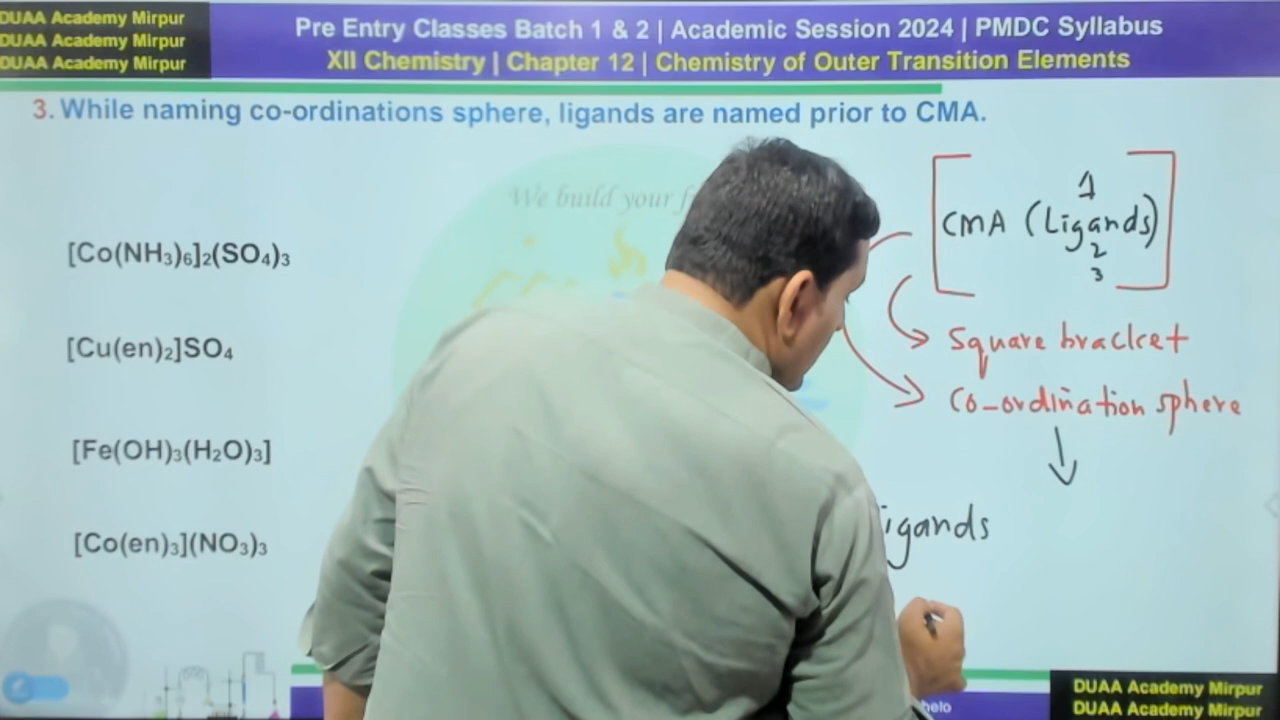 DUAA Academy Mirpur
DUAA Academy Mirpur
DUAA Academy Mirpur
Pre Entry Classes Batch 1 & 2 | Academic Session 2024 | PMDC Syllabus
XII Chemistry | Chapter 12 | Chemistry of Outer Transition Elements
3. While naming co-ordinations sphere, ligands are named prior to CMA.
We build your f
[Co(NH₃)₆]₂(SO₄)₃
[Cu(en)₂]SO₄
[Fe(OH)₃(H₂O)₃]
[Co(en)₃](NO₃)₃
1
CMA (Ligands)
2
3
Square bracket
Co-ordination sphere
igands
helo
DUAA Academy Mirpur
DUAA Academy Mirpur